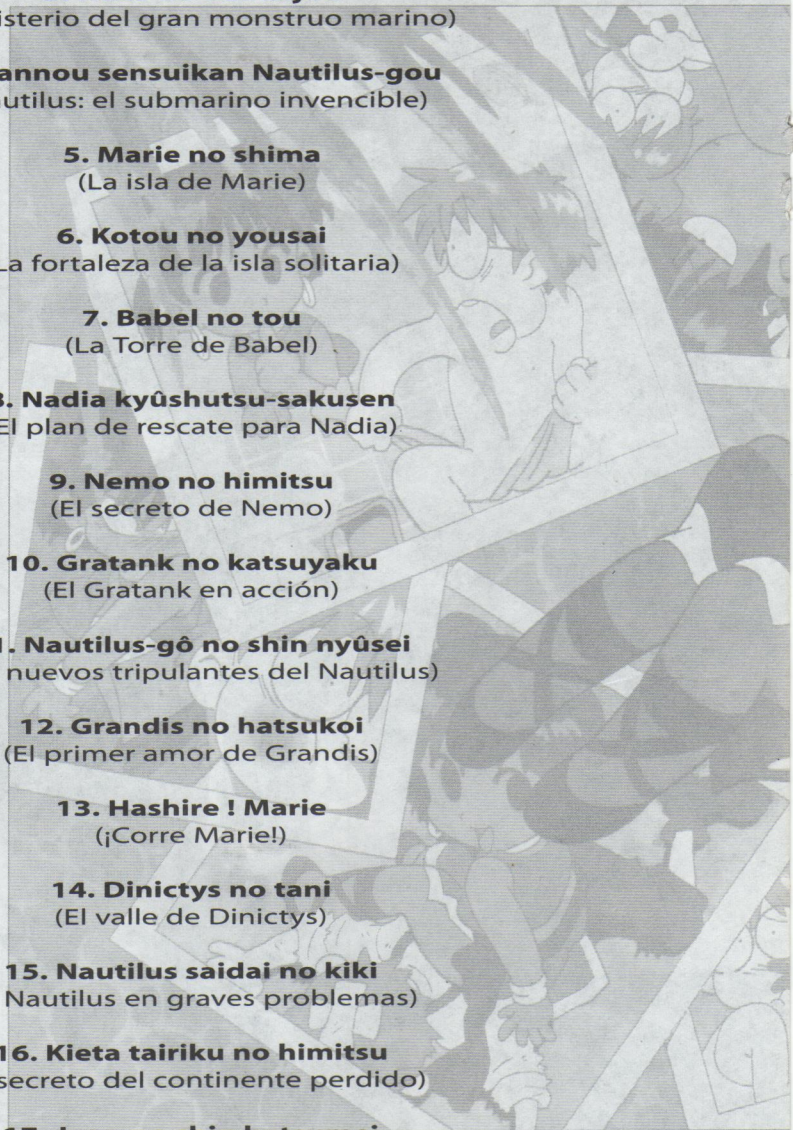 isterio del gran monstruo marino)
annou sensuikan Nautilus-gou
utilus: el submarino invencible)
5. Marie no shima
(La isla de Marie)
6. Kotou no yousai
La fortaleza de la isla solitaria)
7. Babel no tou
(La Torre de Babel)
. Nadia kyûshutsu-sakusen
El plan de rescate para Nadia)
9. Nemo no himitsu
(El secreto de Nemo)
10. Gratank no katsuyaku
(El Gratank en acción)
. Nautilus-gô no shin nyûsei
nuevos tripulantes del Nautilus)
12. Grandis no hatsukoi
(El primer amor de Grandis)
13. Hashire ! Marie
(¡Corre Marie!)
14. Dinictys no tani
(El valle de Dinictys)
15. Nautilus saidai no kiki
Nautilus en graves problemas)
16. Kieta tairiku no himitsu
secreto del continente perdido)